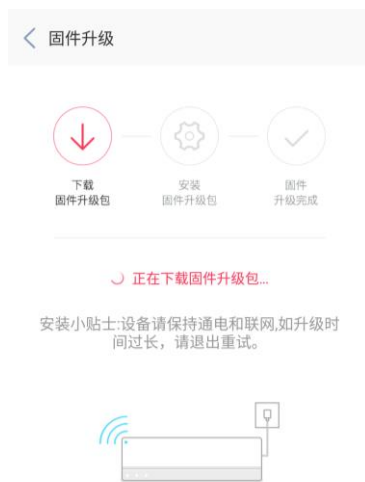 固件升级
下载
固件升级包
安装
固件升级包
固件
升级完成
正在下载固件升级包...
安装小贴士:设备请保持通电和联网,如升级时
间过长，请退出重试。